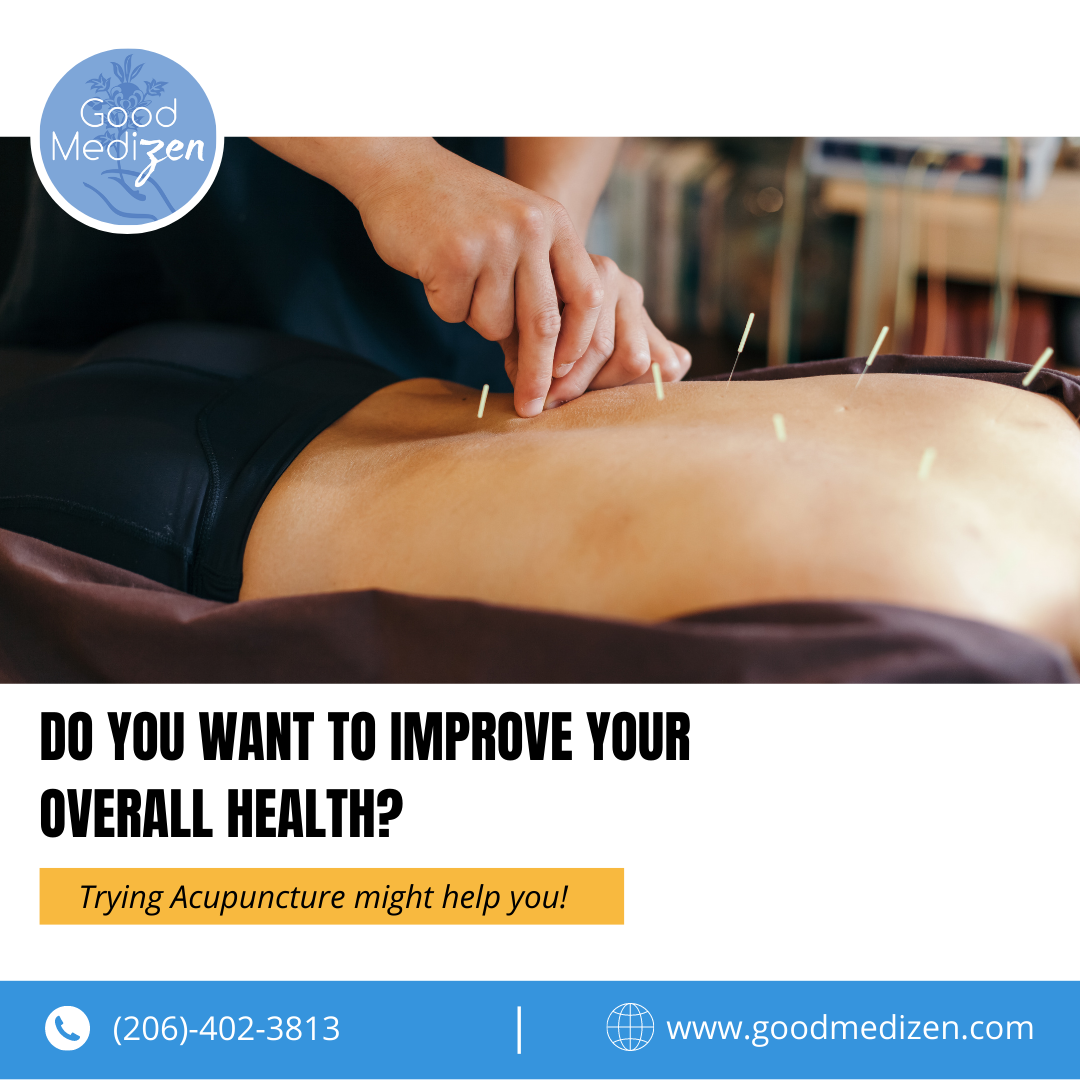 Good
Medizen
DO YOU WANT TO IMPROVE YOUR
OVERALL HEALTH?
Trying Acupuncture might help you!
(206)-402-3813 | www.goodmedizen.com